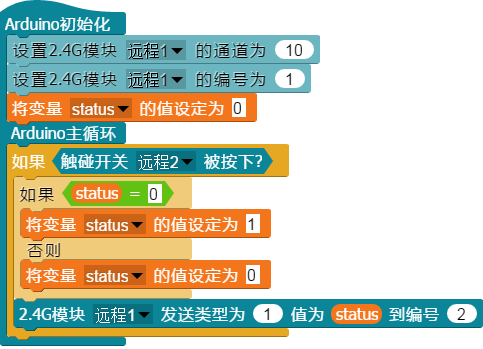 Arduino初始化
设置2.4G模块 远程1 的通道为 10
设置2.4G模块 远程1 的编号为 1
将变量 status 的值设定为 0
Arduino主循环
如果 触碰开关 远程2 被按下?
如果 status = 0
将变量 status 的值设定为 1
否则
将变量 status 的值设定为 0
2.4G模块 远程1 发送类型为 1 值为 status 到编号 2